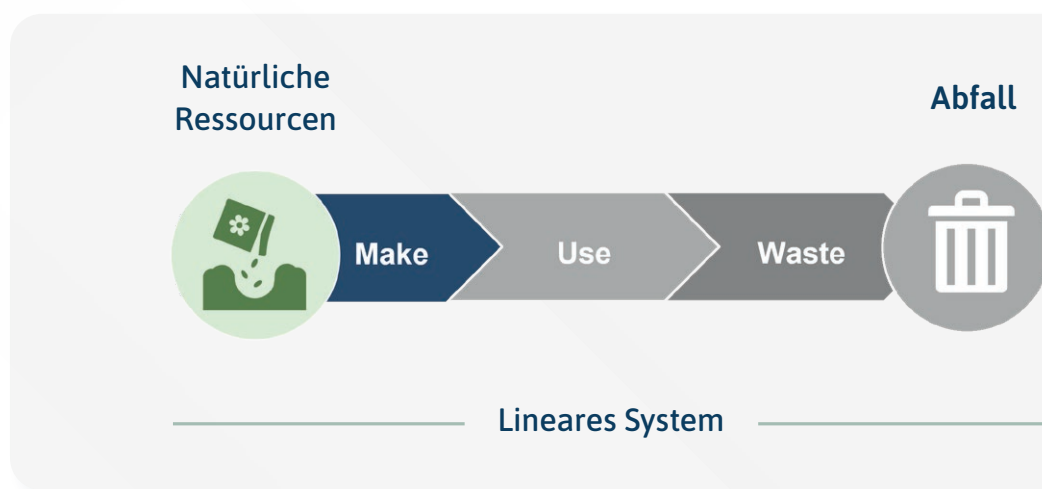 Natürliche
Ressourcen
Abfall
Make
Use
Waste
Lineares System